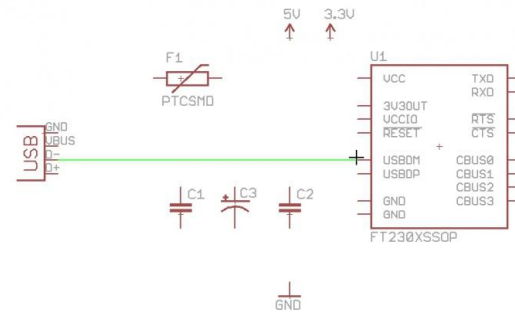 5V
3.3V
F1
PTCSMD
U1
VCC
TXD
RXD
3V3OUT
VCCIO
RTS
RESET
CTS
USB
GND
VBUS
D-
D+
USBDM
CBUS0
USBDP
CBUS1
CBUS2
GND
CBUS3
GND
C1
C3
C2
FT230XSSOP
GND